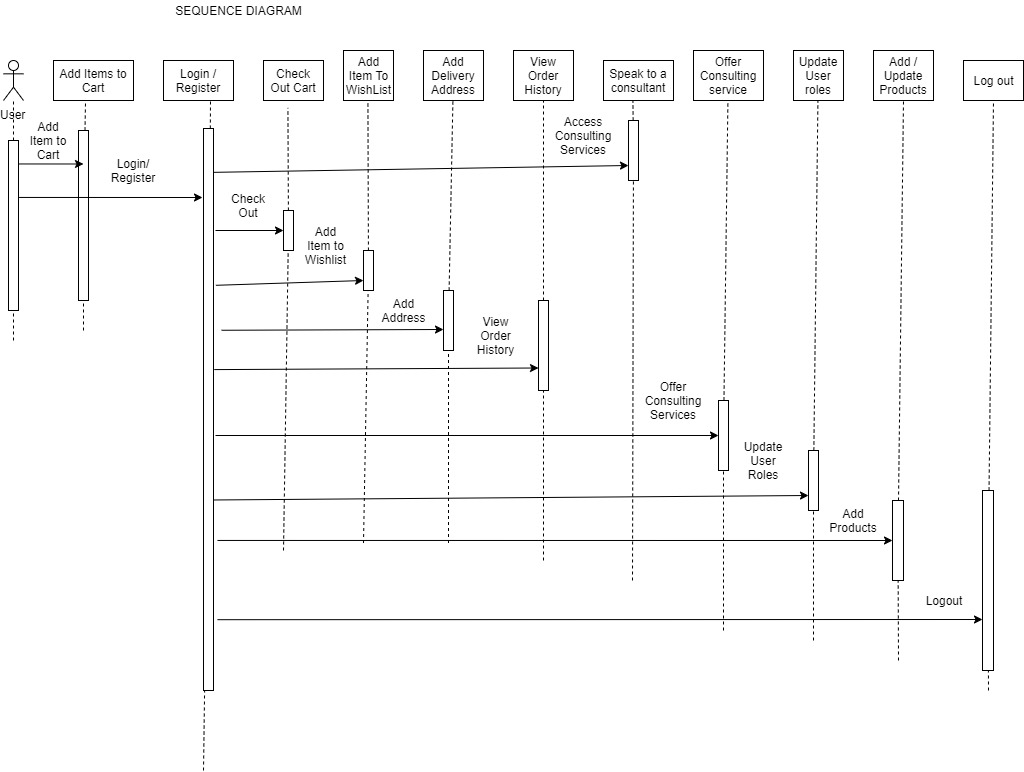 SEQUENCE DIAGRAM
User
Add Items to
Cart
Login /
Register
Check
Out Cart
Add
Item To
WishList
Add
Delivery
Address
View
Order
History
Speak to a
consultant
Offer
Consulting
service
Update
User
roles
Add /
Update
Products
Log out
Add
Item to
Cart
Login/
Register
Access
Consulting
Services
Check
Out
Add
Item to
Wishlist
Add
Address
View
Order
History
Offer
Consulting
Services
Update
User
Roles
Add
Products
Logout